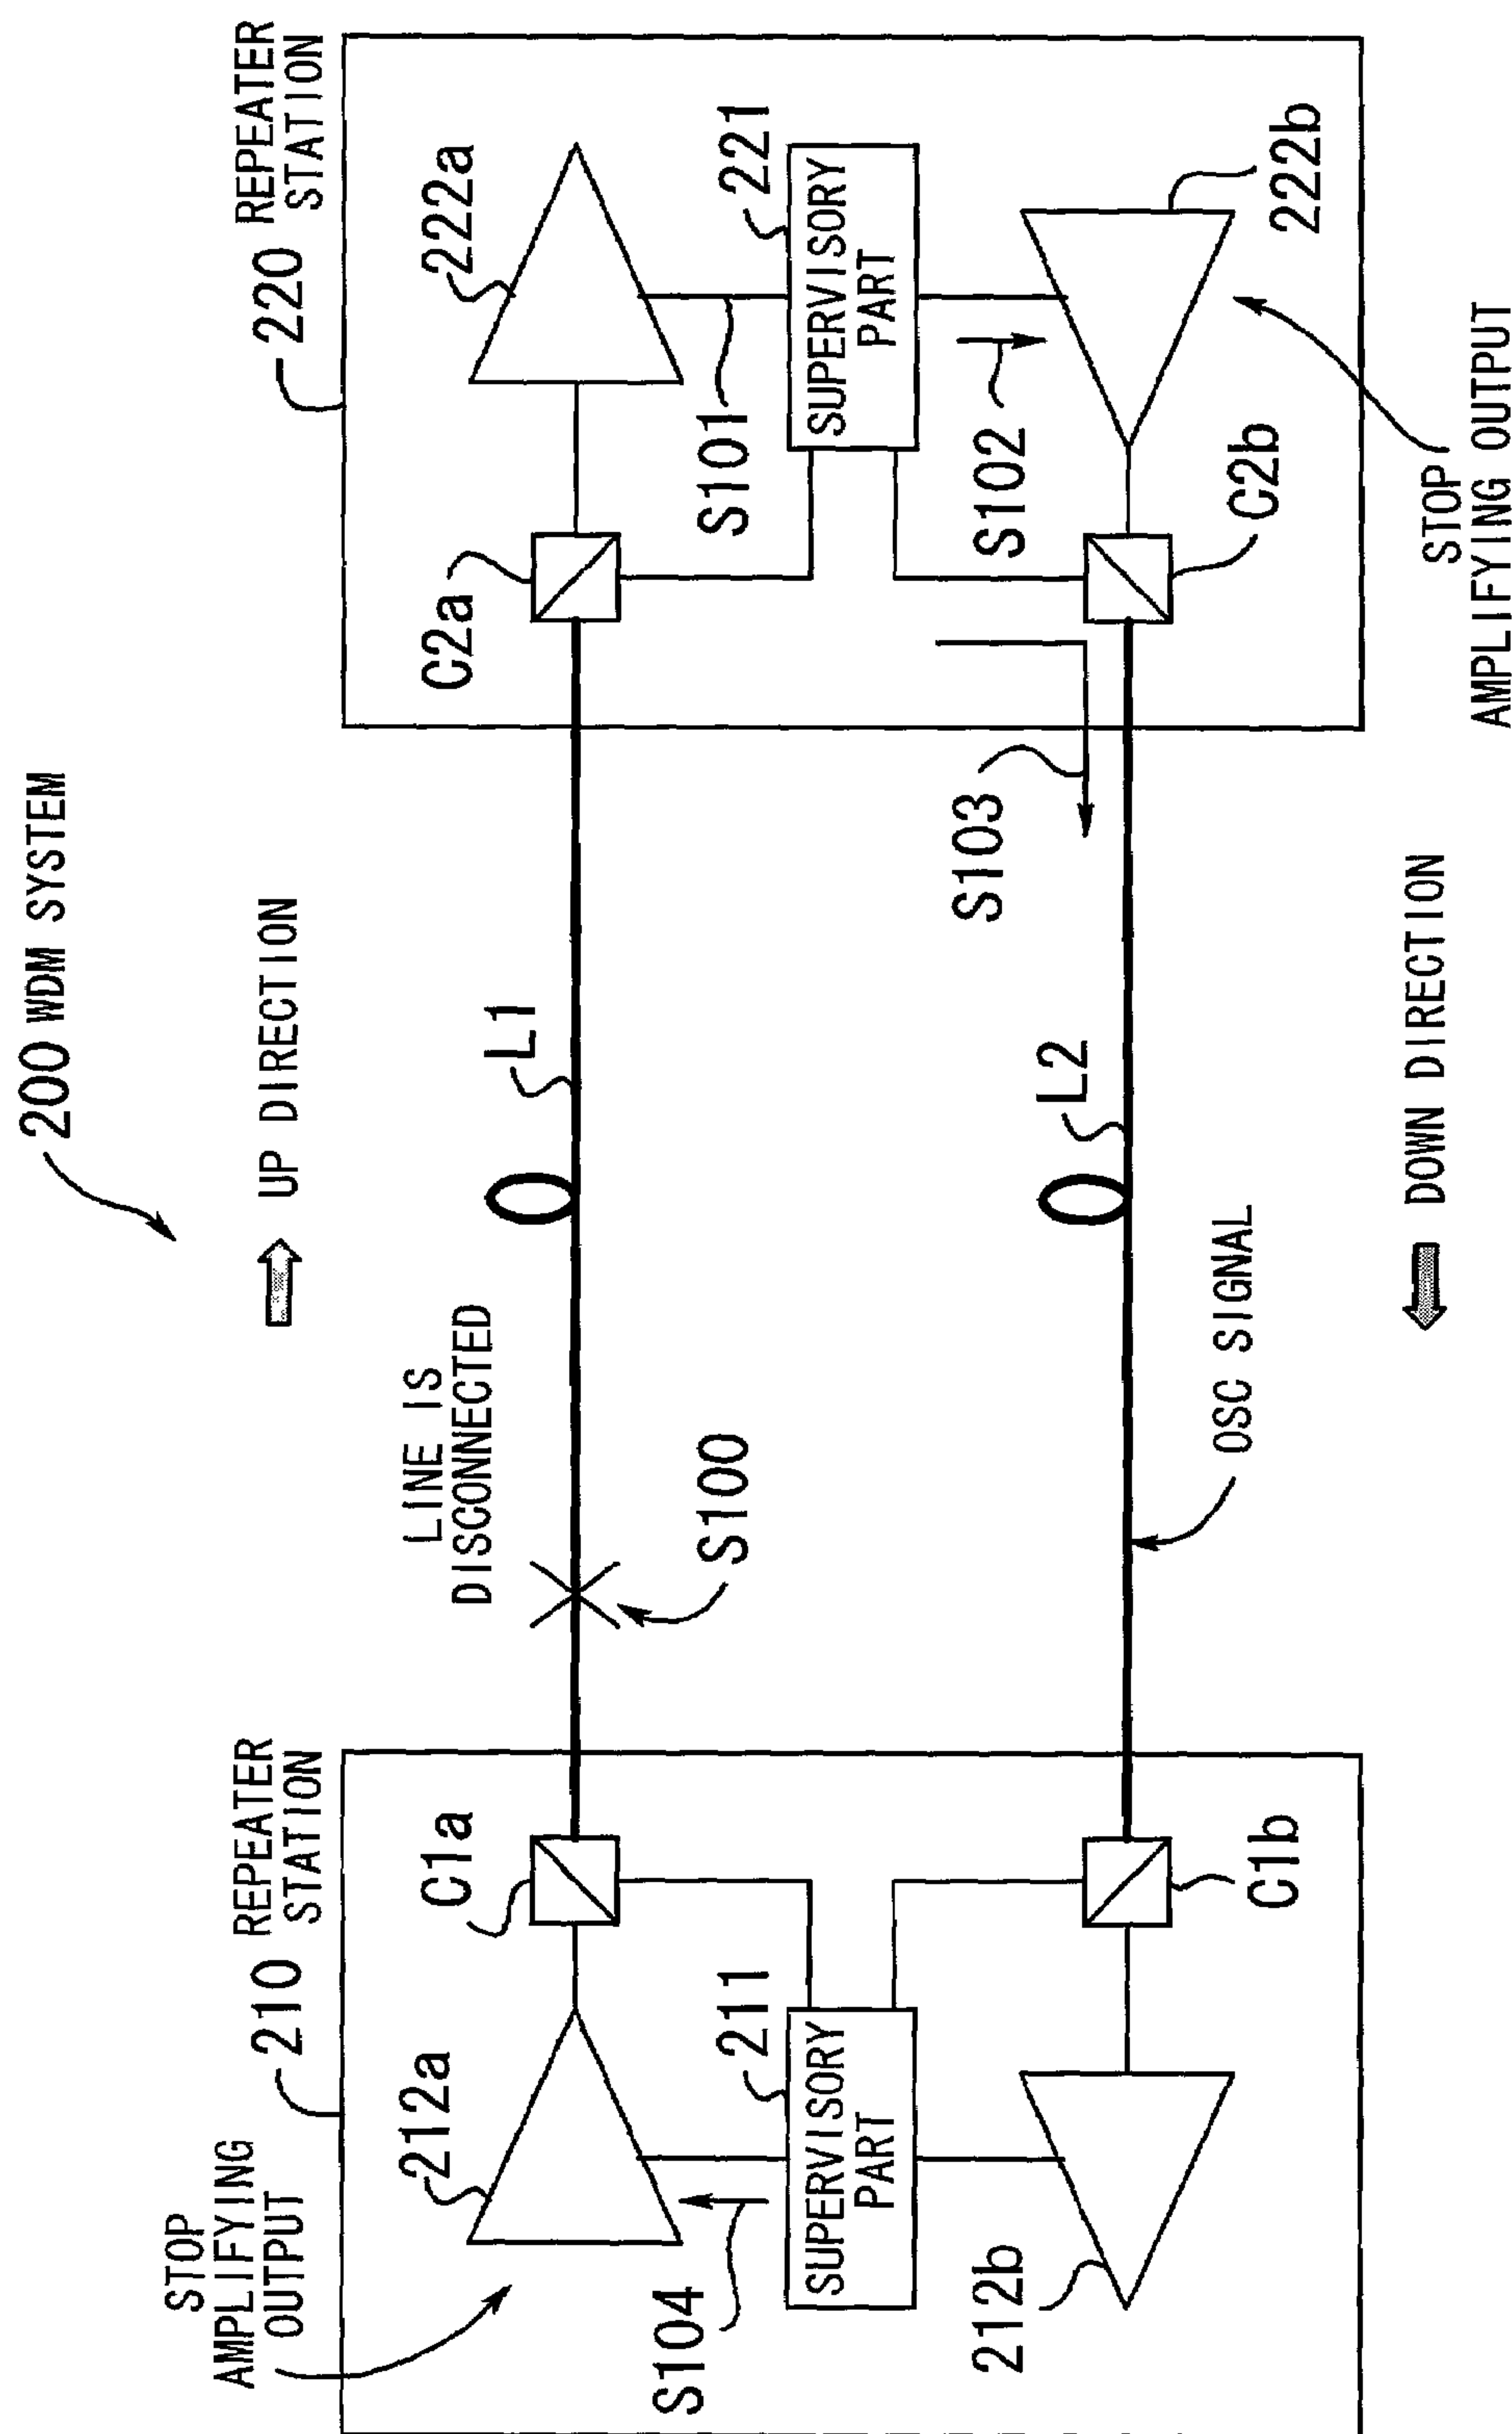 200 WDM SYSTEM
UP DIRECTION
STOP
AMPLIFYING
OUTPUT
210 REPEATER
STATION
212a
C1a
LINE IS
DISCONNECTED
S100
L1
220 REPEATER
STATION
C2a
222a
S101
S104
211
SUPERVISORY
PART
221
SUPERVISORY
PART
S102
S103
212b
C1b
L2
OSC SIGNAL
C2b
222b
DOWN DIRECTION
STOP
AMPLIFYING OUTPUT